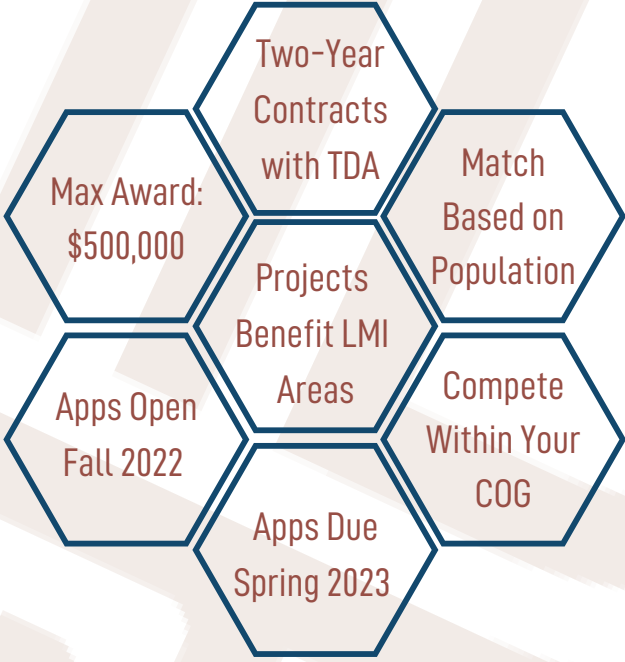 Two-Year
Contracts
with TDA
Max Award:
$500,000
Match
Based on
Population
Projects
Benefit LMI
Areas
Apps Open
Fall 2022
Compete
Within Your
COG
Apps Due
Spring 2023